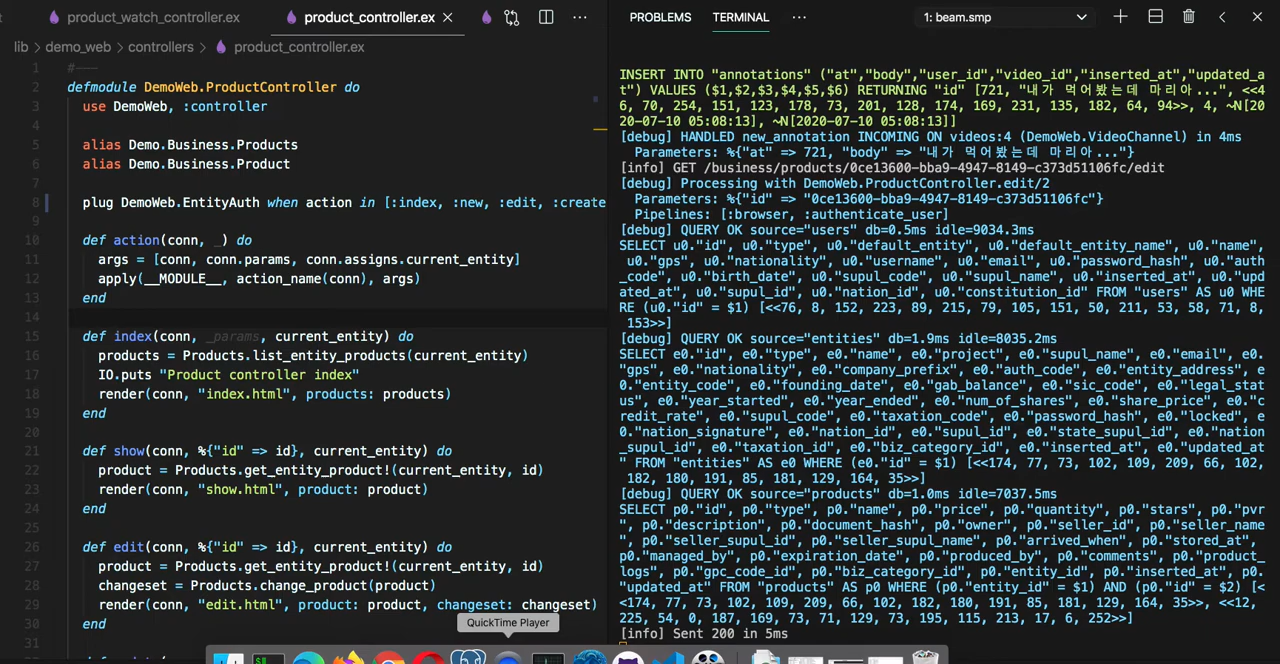 product_watch_controller.ex
product_controller.ex
lib > demo_web > controllers > product_controller.ex
1 #---
2 defmodule DemoWeb.ProductController do
3 use DemoWeb, :controller
4
5 alias Demo.Business.Products
6 alias Demo.Business.Product
7
8 plug DemoWeb.EntityAuth when action in [:index, :new, :edit, :create
9
10 def action(conn, _) do
11 args = [conn, conn.params, conn.assigns.current_entity]
12 apply(__MODULE__, action_name(conn), args)
13 end
14
15 def index(conn, _params, current_entity) do
16 products = Products.list_entity_products(current_entity)
17 IO.puts "Product controller index"
18 render(conn, "index.html", products: products)
19 end
20
21 def show(conn, %{"id" => id}, current_entity) do
22 product = Products.get_entity_product!(current_entity, id)
23 render(conn, "show.html", product: product)
24 end
25
26 def edit(conn, %{"id" => id}, current_entity) do
27 product = Products.get_entity_product!(current_entity, id)
28 changeset = Products.change_product(product)
29 render(conn, "edit.html", product: product, changeset: changeset)
30 end
31
QuickTime Player
PROBLEMS TERMINAL ··· 1: beam.smp
INSERT INTO "annotations" ("at","body","user_id","video_id","inserted_at","updated_a
t") VALUES ($1,$2,$3,$4,$5,$6) RETURNING "id" [721, "내가 먹어봤는데 마리아...", <<4
6, 70, 254, 151, 123, 178, 73, 201, 128, 174, 169, 231, 135, 182, 64, 94>>, 4, ~N[2
020-07-10 05:08:13], ~N[2020-07-10 05:08:13]]
[debug] HANDLED new_annotation INCOMING ON videos:4 (DemoWeb.VideoChannel) in 4ms
Parameters: %{"at" => 721, "body" => "내가 먹어봤는데 마리아..."}
[info] GET /business/products/0ce13600-bba9-4947-8149-c373d51106fc/edit
[debug] Processing with DemoWeb.ProductController.edit/2
Parameters: %{"id" => "0ce13600-bba9-4947-8149-c373d51106fc"}
Pipelines: [:browser, :authenticate_user]
[debug] QUERY OK source="users" db=0.5ms idle=9034.3ms
SELECT u0."id", u0."type", u0."default_entity", u0."default_entity_name", u0."name",
u0."gps", u0."nationality", u0."username", u0."email", u0."password_hash", u0."auth
_code", u0."birth_date", u0."supul_code", u0."supul_name", u0."inserted_at", u0."upd
ated_at", u0."supul_id", u0."nation_id", u0."constitution_id" FROM "users" AS u0 WHE
RE (u0."id" = $1) [<<76, 8, 152, 223, 89, 215, 79, 105, 151, 50, 211, 53, 58, 71, 8,
153>>]
[debug] QUERY OK source="entities" db=1.9ms idle=8035.2ms
SELECT e0."id", e0."type", e0."name", e0."project", e0."supul_name", e0."email", e0.
"gps", e0."nationality", e0."company_prefix", e0."auth_code", e0."entity_address", e
0."entity_code", e0."founding_date", e0."gab_balance", e0."sic_code", e0."legal_stat
us", e0."year_started", e0."year_ended", e0."num_of_shares", e0."share_price", e0."c
redit_rate", e0."supul_code", e0."taxation_code", e0."password_hash", e0."locked", e
0."nation_signature", e0."nation_id", e0."supul_id", e0."state_supul_id", e0."nation
_supul_id", e0."taxation_id", e0."biz_category_id", e0."inserted_at", e0."updated_at
" FROM "entities" AS e0 WHERE (e0."id" = $1) [<<174, 77, 73, 102, 109, 209, 66, 102,
182, 180, 191, 85, 181, 129, 164, 35>>]
[debug] QUERY OK source="products" db=1.0ms idle=7037.5ms
SELECT p0."id", p0."type", p0."name", p0."price", p0."quantity", p0."stars", p0."pvr
", p0."description", p0."document_hash", p0."owner", p0."seller_id", p0."seller_name
", p0."seller_supul_id", p0."seller_supul_name", p0."arrived_when", p0."stored_at",
p0."managed_by", p0."expiration_date", p0."produced_by", p0."comments", p0."product_
logs", p0."gpc_code_id", p0."biz_category_id", p0."entity_id", p0."inserted_at", p0.
"updated_at" FROM "products" AS p0 WHERE (p0."entity_id" = $1) AND (p0."id" = $2) [<
<174, 77, 73, 102, 109, 209, 66, 102, 182, 180, 191, 85, 181, 129, 164, 35>>, <<12,
225, 54, 0, 187, 169, 73, 71, 129, 73, 195, 115, 213, 17, 6, 252>>]
[info] Sent 200 in 5ms